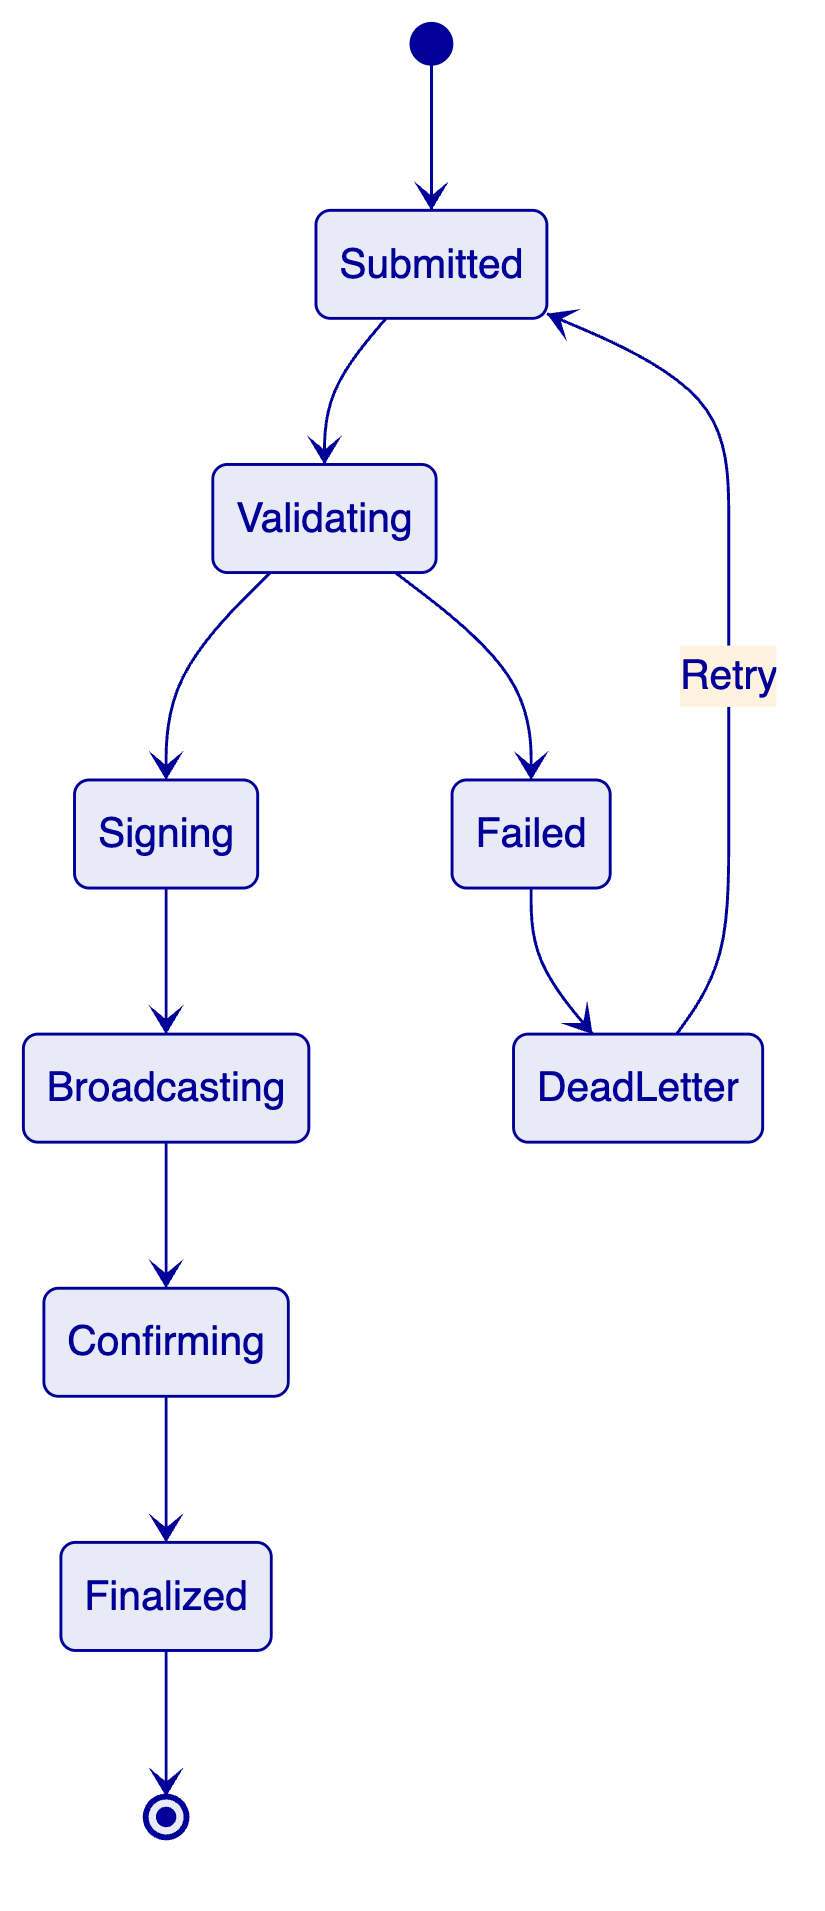 Submitted
Validating
Retry
Signing
Failed
Broadcasting
DeadLetter
Confirming
Finalized